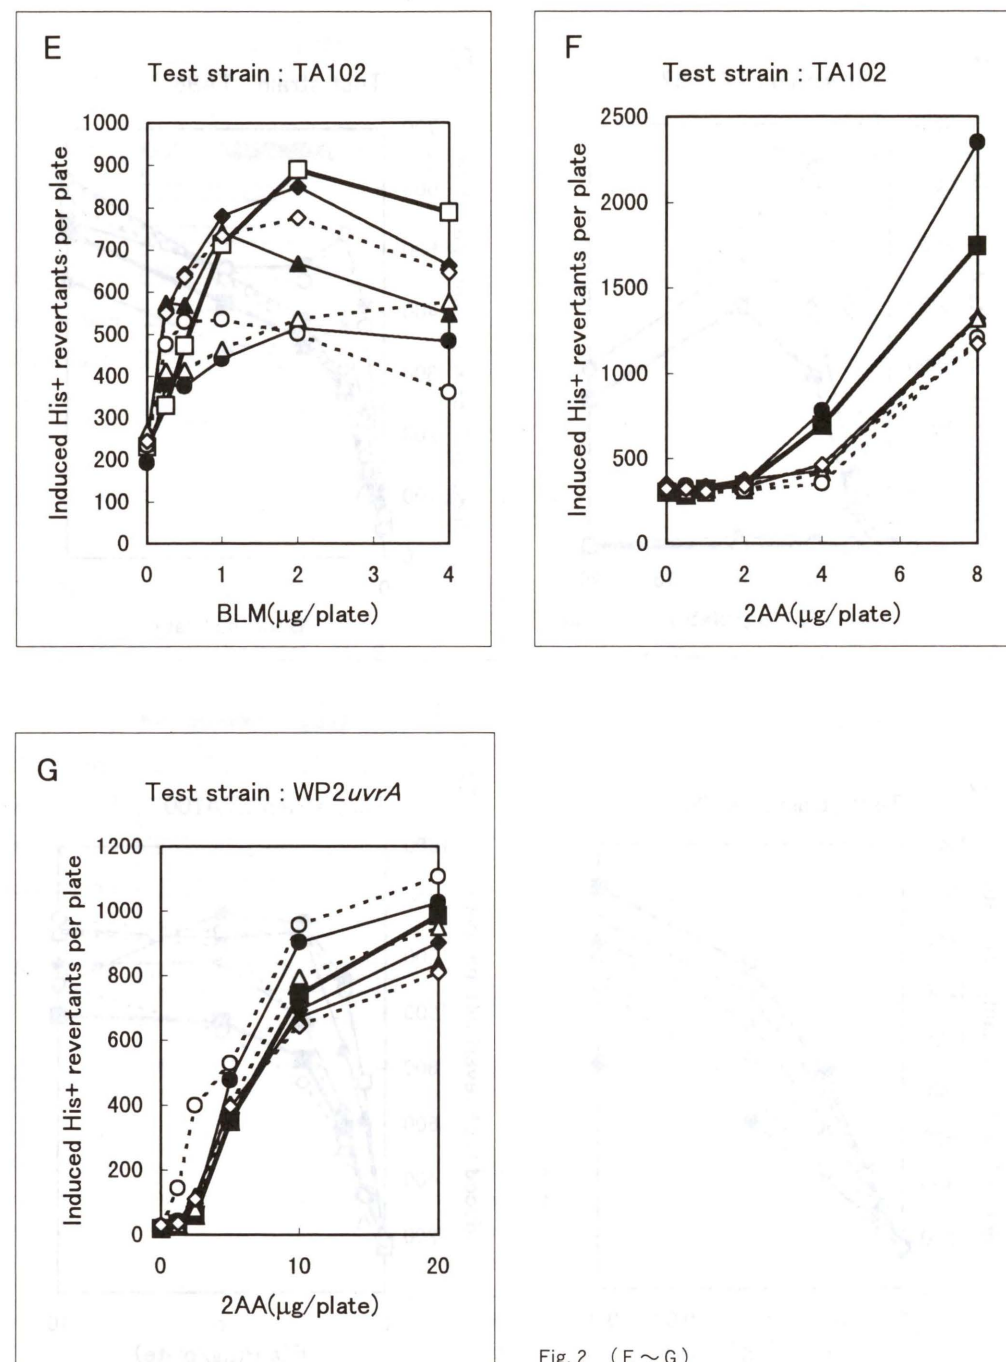 E
Test strain : TA102
Induced His+ revertants per plate
1000
900
800
700
600
500
400
300
200
100
0
0 1 2 3 4
BLM(μg/plate)
F
Test strain : TA102
Induced His+ revertants per plate
2500
2000
1500
1000
500
0
0 2 4 6 8
2AA(μg/plate)
G
Test strain : WP2uvrA
Induced His+ revertants per plate
1200
1000
800
600
400
200
0
0 10 20
2AA(μg/plate)
Fig. 2 (E～G)